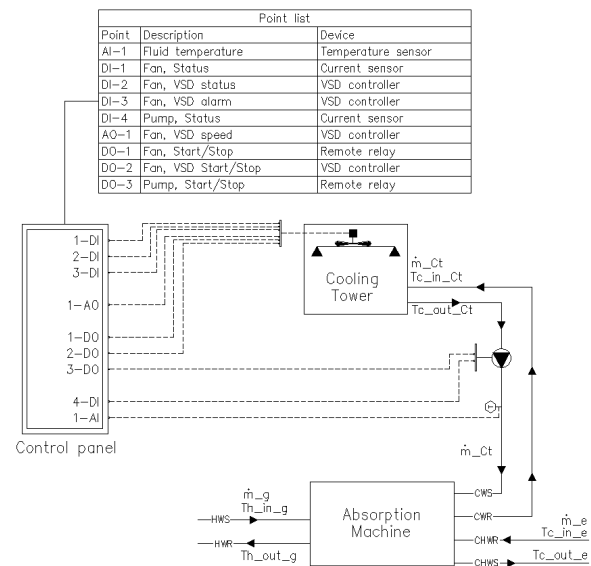 Point list
Point Description Device
AI-1 Fluid temperature Temperature sensor
DI-1 Fan, Status Current sensor
DI-2 Fan, VSD status VSD controller
DI-3 Fan, VSD alarm VSD controller
DI-4 Pump, Status Current sensor
AO-1 Fan, VSD speed VSD controller
DO-1 Fan, Start/Stop Remote relay
DO-2 Fan, VSD Start/Stop VSD controller
DO-3 Pump, Start/Stop Remote relay
1-DI
2-DI
3-DI
1-AO
1-DO
2-DO
3-DO
4-DI
1-AI
Control panel
Cooling
Tower
ṁ_Ct
Tc_in_Ct
Tc_out_Ct
ṁ_Ct
ṁ_g
Th_in_g
HWS
HWR
Th_out_g
Absorption
Machine
CWS
CWR
CHWR
CHWS
ṁ_e
Tc_in_e
Tc_out_e